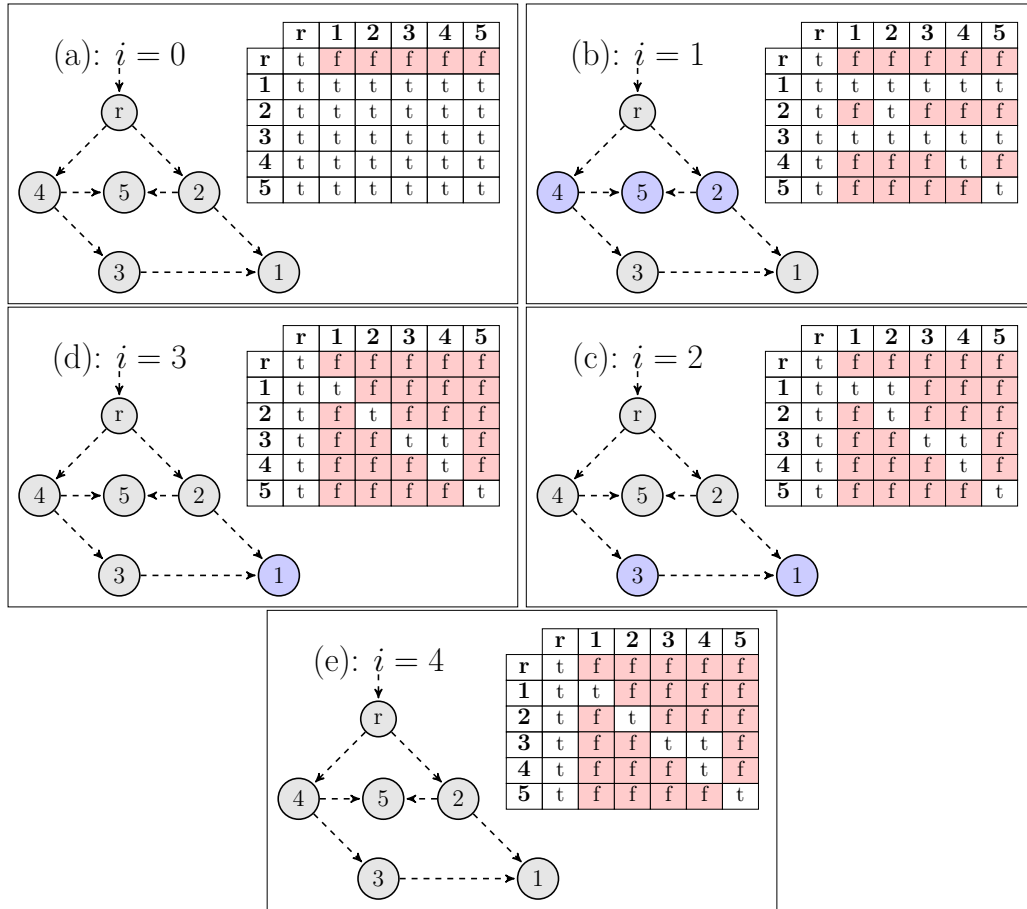 (a): i = 0
r 1 2 3 4 5
r t f f f f f
1 t t t t t t
2 t t t t t t
3 t t t t t t
4 t t t t t t
5 t t t t t t
r
4 5 2
3 1
(b): i = 1
r 1 2 3 4 5
r t f f f f f
1 t t t t t t
2 t f t f f f
3 t t t t t t
4 t f f f t f
5 t f f f f t
r
4 5 2
3 1
(d): i = 3
r 1 2 3 4 5
r t f f f f f
1 t t f f f f
2 t f t f f f
3 t f f t t f
4 t f f f t f
5 t f f f f t
r
4 5 2
3 1
(c): i = 2
r 1 2 3 4 5
r t f f f f f
1 t t t f f f
2 t f t f f f
3 t f f t t f
4 t f f f t f
5 t f f f f t
r
4 5 2
3 1
(e): i = 4
r 1 2 3 4 5
r t f f f f f
1 t t f f f f
2 t f t f f f
3 t f f t t f
4 t f f f t f
5 t f f f f t
r
4 5 2
3 1